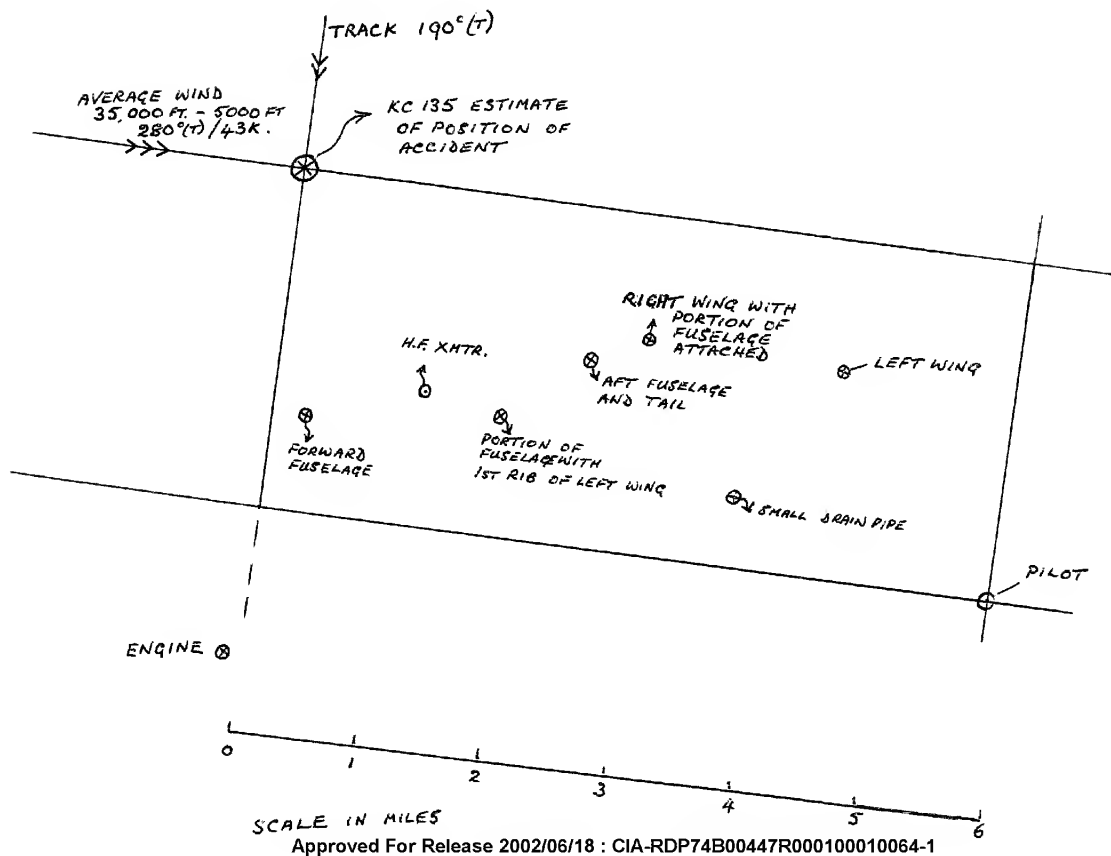 TRACK 190°(T)
AVERAGE WIND
35,000 FT. - 5000 FT
280°(T)/43K.
KC 135 ESTIMATE
OF POSITION OF
ACCIDENT
RIGHT WING WITH
PORTION OF
FUSELAGE
ATTACHED
H.F. XMTR.
LEFT WING
AFT FUSELAGE
AND TAIL
FORWARD
FUSELAGE
PORTION OF
FUSELAGE WITH
1ST RIB OF LEFT WING
SMALL DRAIN PIPE
PILOT
ENGINE
0 1 2 3 4 5 6
SCALE IN MILES
Approved For Release 2002/06/18 : CIA-RDP74B00447R000100010064-1